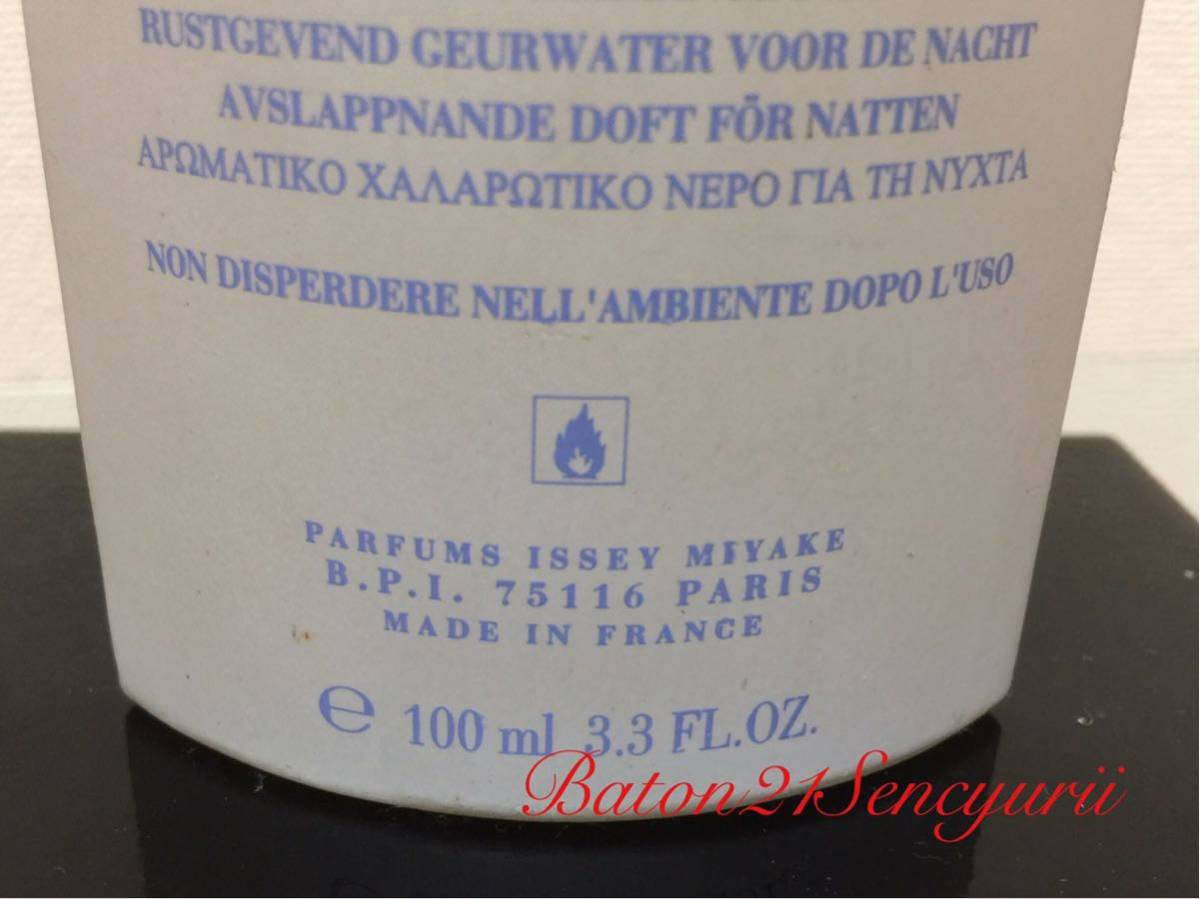 RUSTGEVEND GEURWATER VOOR DE NACHT
AVSLAPPNANDE DOFT FÖR NATTEN
ΑΡΩΜΑΤΙΚΟ ΧΑΛΑΡΩΤΙΚΟ ΝΕΡΟ ΓΙΑ ΤΗ ΝΥΧΤΑ
NON DISPERDERE NELL'AMBIENTE DOPO L'USO
PARFUMS ISSEY MIYAKE
B.P.I. 75116 PARIS
MADE IN FRANCE
℮ 100 ml 3.3 FL.OZ.
Baton21Sencyurii